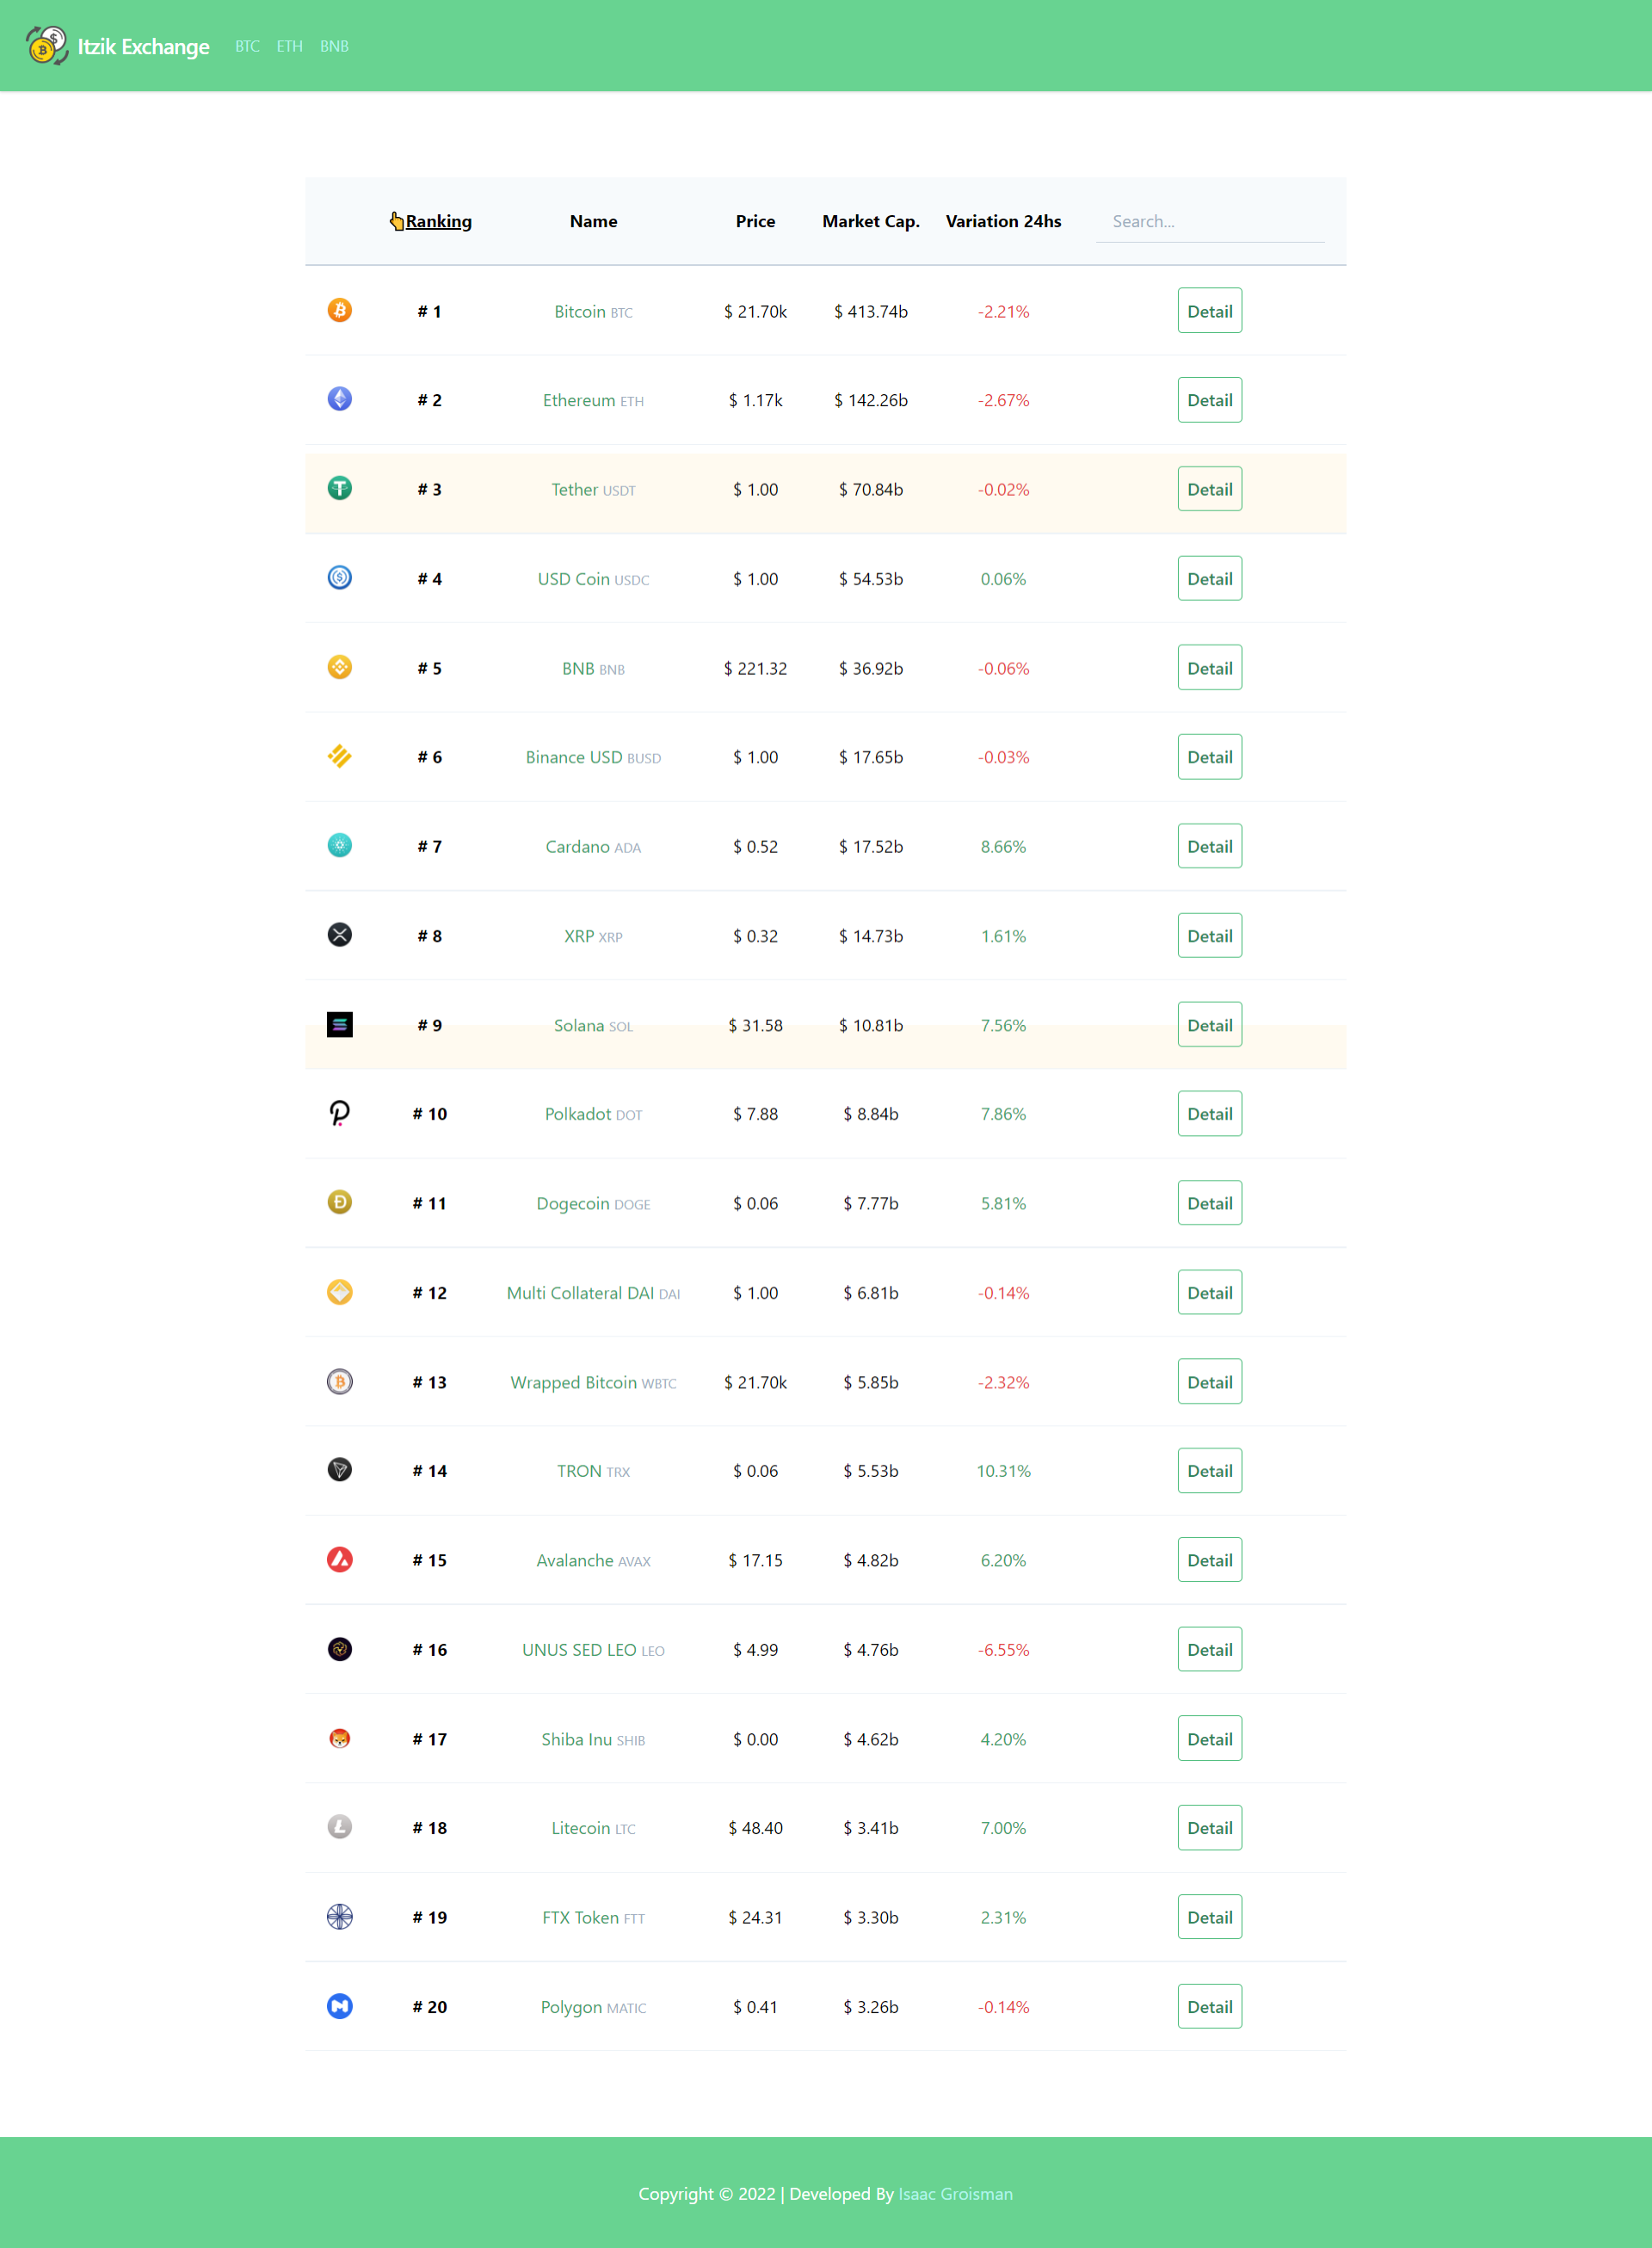 Itzik Exchange BTC ETH BNB
👆Ranking Name Price Market Cap. Variation 24hs Search...
# 1 Bitcoin BTC $ 21.70k $ 413.74b -2.21% Detail
# 2 Ethereum ETH $ 1.17k $ 142.26b -2.67% Detail
# 3 Tether USDT $ 1.00 $ 70.84b -0.02% Detail
# 4 USD Coin USDC $ 1.00 $ 54.53b 0.06% Detail
# 5 BNB BNB $ 221.32 $ 36.92b -0.06% Detail
# 6 Binance USD BUSD $ 1.00 $ 17.65b -0.03% Detail
# 7 Cardano ADA $ 0.52 $ 17.52b 8.66% Detail
# 8 XRP XRP $ 0.32 $ 14.73b 1.61% Detail
# 9 Solana SOL $ 31.58 $ 10.81b 7.56% Detail
# 10 Polkadot DOT $ 7.88 $ 8.84b 7.86% Detail
# 11 Dogecoin DOGE $ 0.06 $ 7.77b 5.81% Detail
# 12 Multi Collateral DAI DAI $ 1.00 $ 6.81b -0.14% Detail
# 13 Wrapped Bitcoin WBTC $ 21.70k $ 5.85b -2.32% Detail
# 14 TRON TRX $ 0.06 $ 5.53b 10.31% Detail
# 15 Avalanche AVAX $ 17.15 $ 4.82b 6.20% Detail
# 16 UNUS SED LEO LEO $ 4.99 $ 4.76b -6.55% Detail
# 17 Shiba Inu SHIB $ 0.00 $ 4.62b 4.20% Detail
# 18 Litecoin LTC $ 48.40 $ 3.41b 7.00% Detail
# 19 FTX Token FTT $ 24.31 $ 3.30b 2.31% Detail
# 20 Polygon MATIC $ 0.41 $ 3.26b -0.14% Detail
Copyright © 2022 | Developed By Isaac Groisman